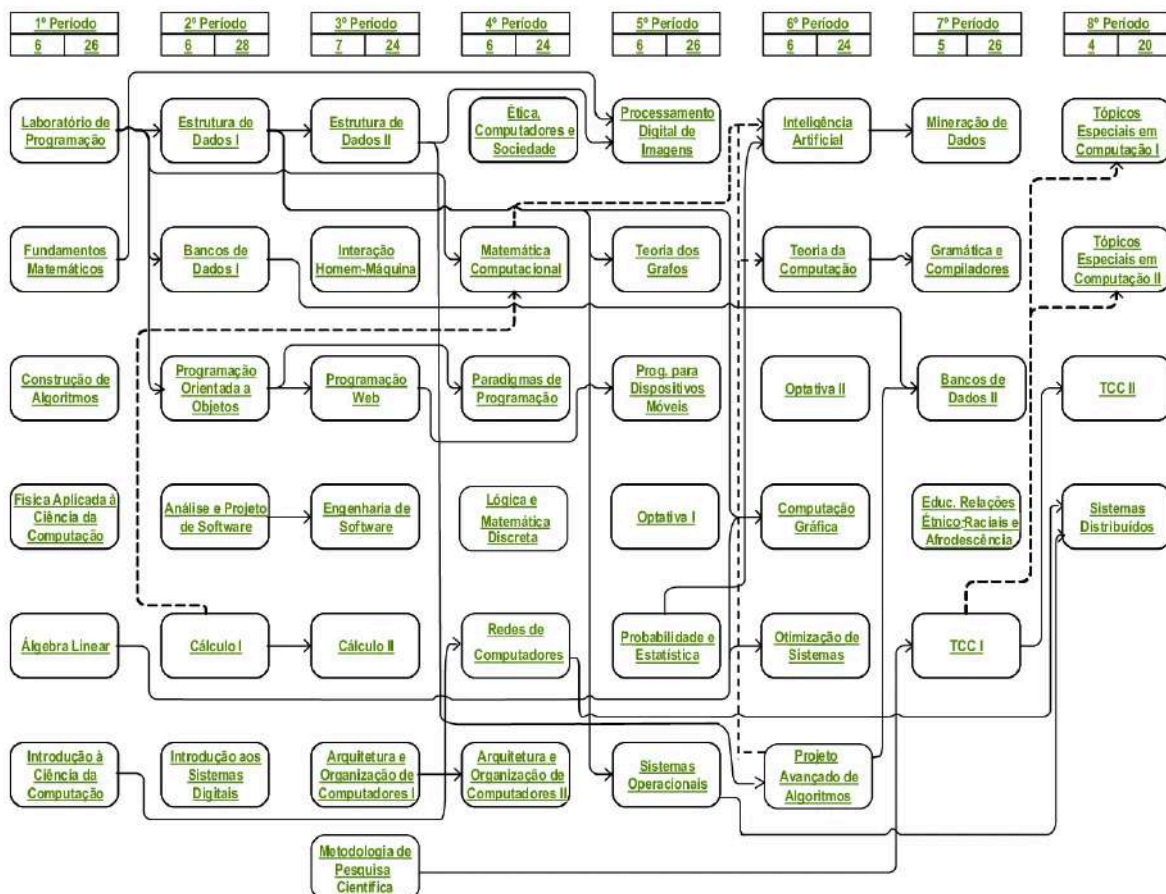 1º Período
2º Período
3º Período
4º Período
5º Período
6º Período
7º Período
8º Período
6 26
6 28
7 24
6 24
6 26
6 24
5 26
4 20
Laboratório de
Programação
Estrutura de
Dados I
Estrutura de
Dados II
Ética,
Computadores e
Sociedade
Processamento
Digital de
Imagens
Inteligência
Artificial
Mineração de
Dados
Tópicos
Especiais em
Computação I
Fundamentos
Matemáticos
Bancos de
Dados I
Interação
Homem-Máquina
Matemática
Computacional
Teoria dos
Grafos
Teoria da
Computação
Gramática e
Compiladores
Tópicos
Especiais em
Computação II
Construção de
Algoritmos
Programação
Orientada a
Objetos
Programação
Web
Paradigmas de
Programação
Prog. para
Dispositivos
Móveis
Optativa II
Bancos de
Dados II
TCC II
Física Aplicada à
Ciência da
Computação
Análise e Projeto
de Software
Engenharia de
Software
Lógica e
Matemática
Discreta
Optativa I
Computação
Gráfica
Educ. Relações
Étnico-Raciais e
Afrodescência
Sistemas
Distribuídos
Álgebra Linear
Cálculo I
Cálculo II
Redes de
Computadores
Probabilidade e
Estatística
Otimização de
Sistemas
TCC I
Introdução à
Ciência da
Computação
Introdução aos
Sistemas
Digitais
Arquitetura e
Organização de
Computadores I
Arquitetura e
Organização de
Computadores II
Sistemas
Operacionais
Projeto
Avançado de
Algoritmos
Metodologia de
Pesquisa
Científica